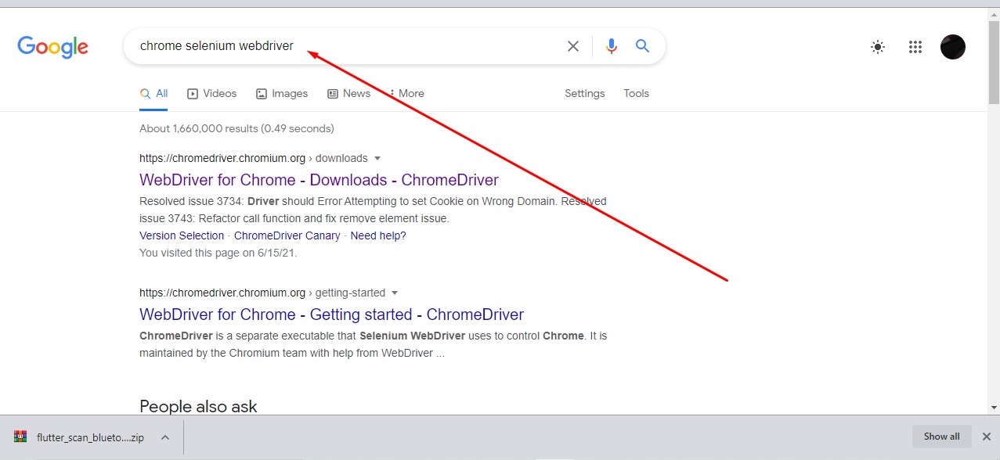 Google
chrome selenium webdriver
All Videos Images News More Settings Tools
About 1,660,000 results (0.49 seconds)
https://chromedriver.chromium.org › downloads
WebDriver for Chrome - Downloads - ChromeDriver
Resolved issue 3734: Driver should Error Attempting to set Cookie on Wrong Domain. Resolved
issue 3743: Refactor call function and fix remove element issue.
Version Selection · ChromeDriver Canary · Need help?
You visited this page on 6/15/21.
https://chromedriver.chromium.org › getting-started
WebDriver for Chrome - Getting started - ChromeDriver
ChromeDriver is a separate executable that Selenium WebDriver uses to control Chrome. It is
maintained by the Chromium team with help from WebDriver ...
People also ask
flutter_scan_blueto....zip Show all